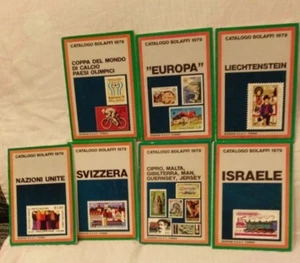 CATALOGO BOLAFFI 1979
COPPA DEL MONDO
DI CALCIO
PAESI OLIMPICI
CATALOGO BOLAFFI 1979
"EUROPA"
CATALOGO BOLAFFI 1979
LIECHTENSTEIN
CATALOGO BOLAFFI 1979
NAZIONI UNITE
CATALOGO BOLAFFI 1979
SVIZZERA
CATALOGO BOLAFFI 1979
CIPRO, MALTA,
GIBILTERRA, MAN,
GUERNSEY, JERSEY
CATALOGO BOLAFFI 1979
ISRAELE